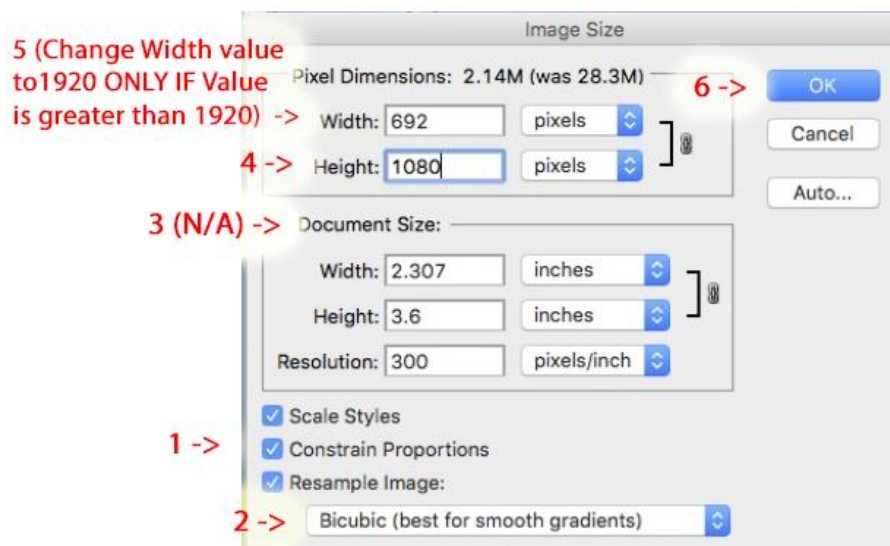 Image Size
5 (Change Width value
to1920 ONLY IF Value
is greater than 1920) ->
Pixel Dimensions: 2.14M (was 28.3M)
6 ->
OK
Width: 692 pixels
Cancel
4 ->
Height: 1080 pixels
Auto...
3 (N/A) ->
Document Size:
Width: 2.307 inches
Height: 3.6 inches
Resolution: 300 pixels/inch
Scale Styles
1 ->
Constrain Proportions
Resample Image:
2 ->
Bicubic (best for smooth gradients)